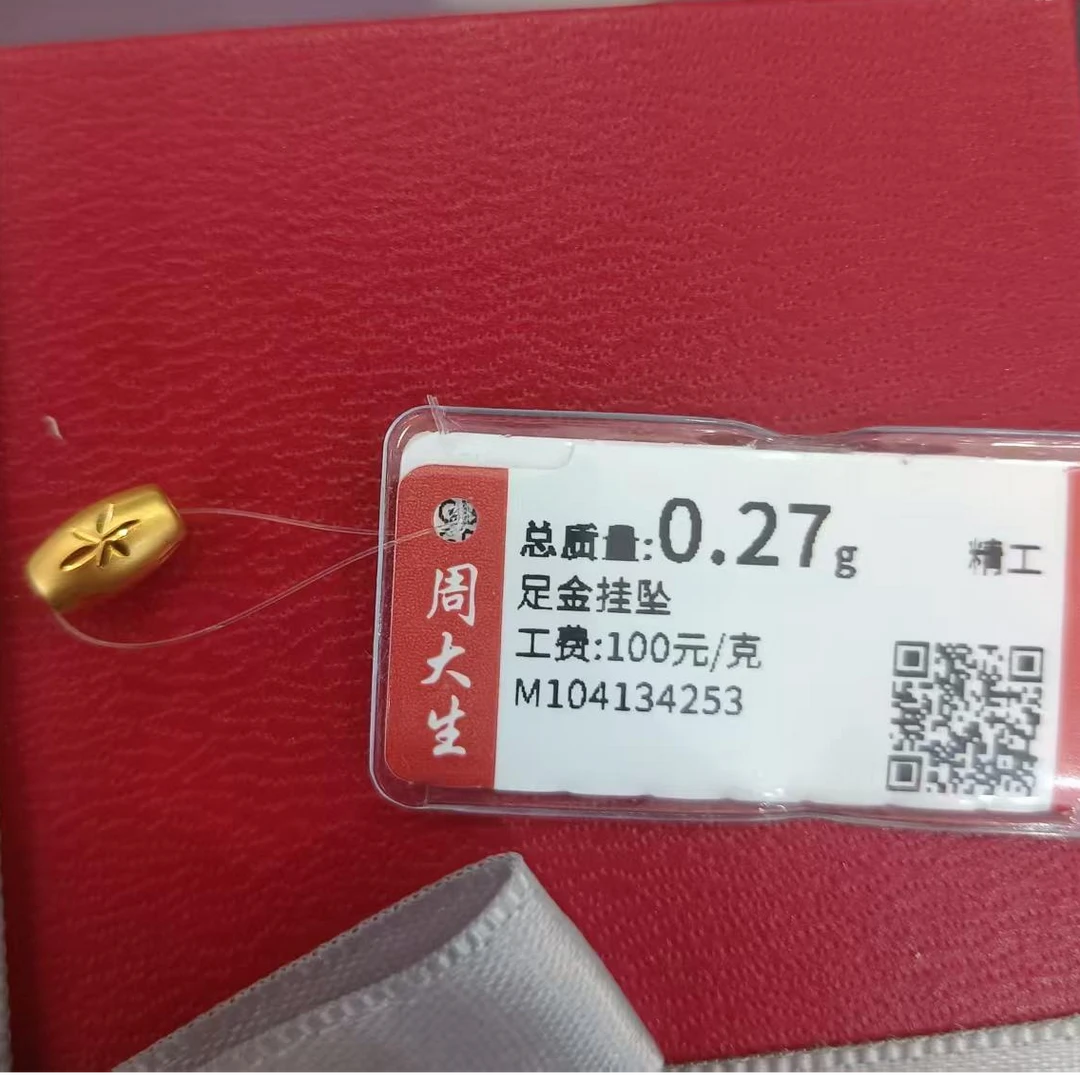 周大生
总质量:0.27g
精工
足金挂坠
工费:100元/克
M104134253